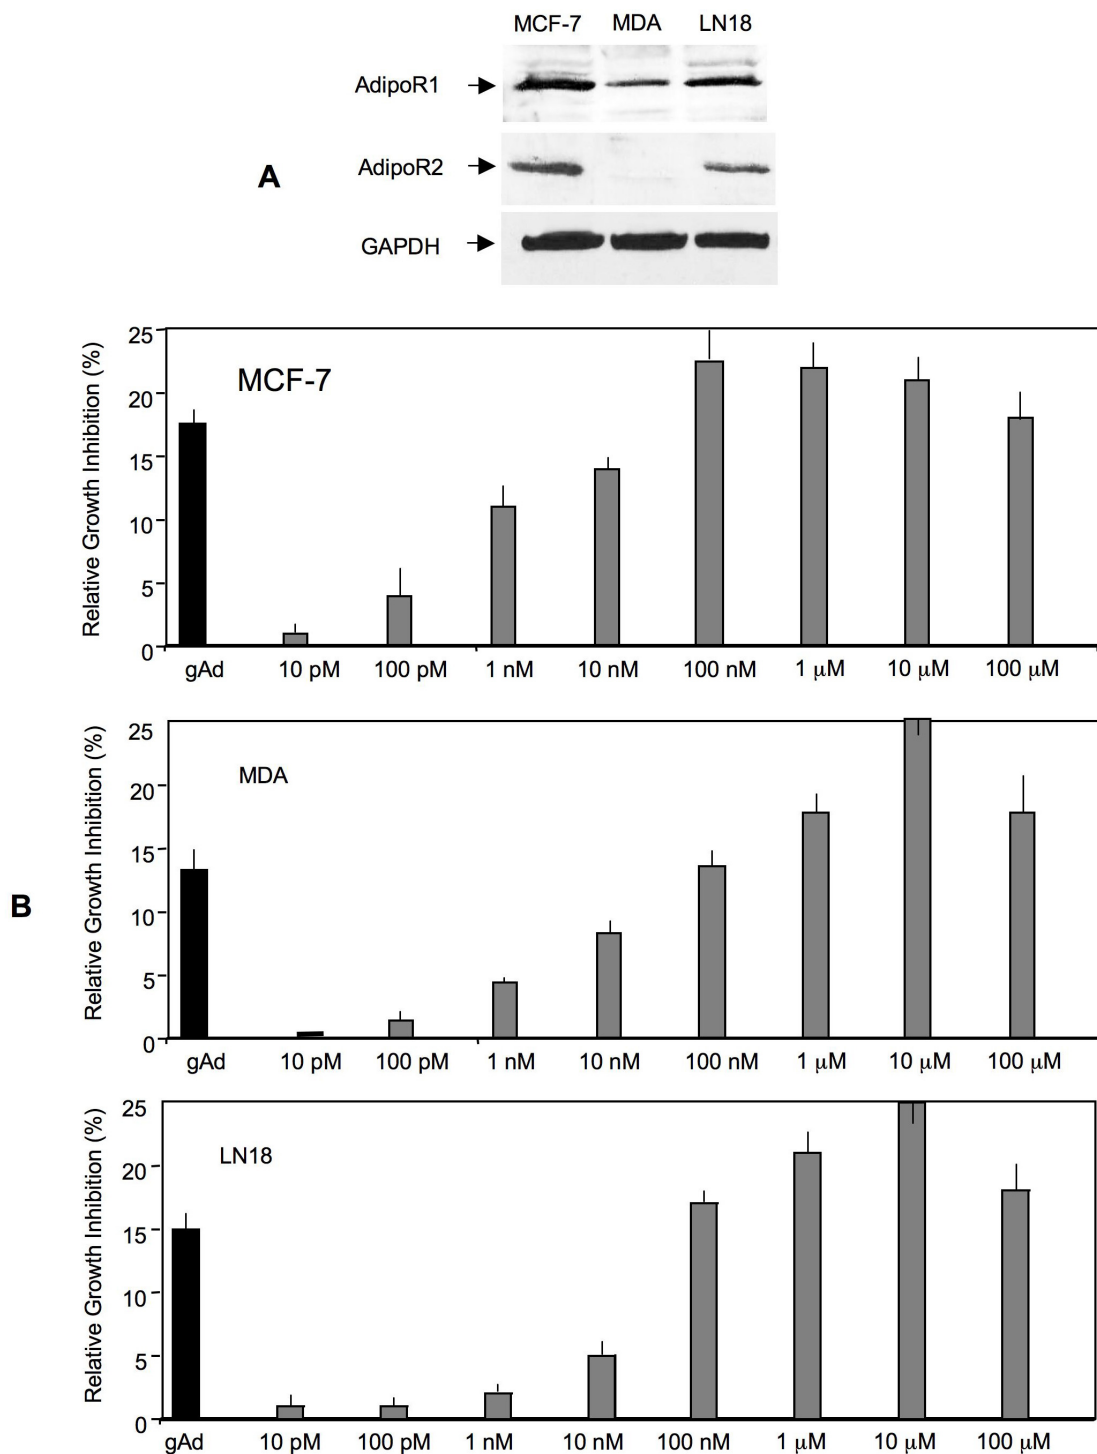 MCF-7 MDA LN18
AdipoR1
AdipoR2
A
GAPDH
25
20
15
10
5
0
Relative Growth Inhibition (%)
MCF-7
gAd 10 pM 100 pM 1 nM 10 nM 100 nM 1 μM 10 μM 100 μM
25
20
15
10
5
0
Relative Growth Inhibition (%)
MDA
B
gAd 10 pM 100 pM 1 nM 10 nM 100 nM 1 μM 10 μM 100 μM
25
20
15
10
5
0
Relative Growth Inhibition (%)
LN18
gAd 10 pM 100 pM 1 nM 10 nM 100 nM 1 μM 10 μM 100 μM